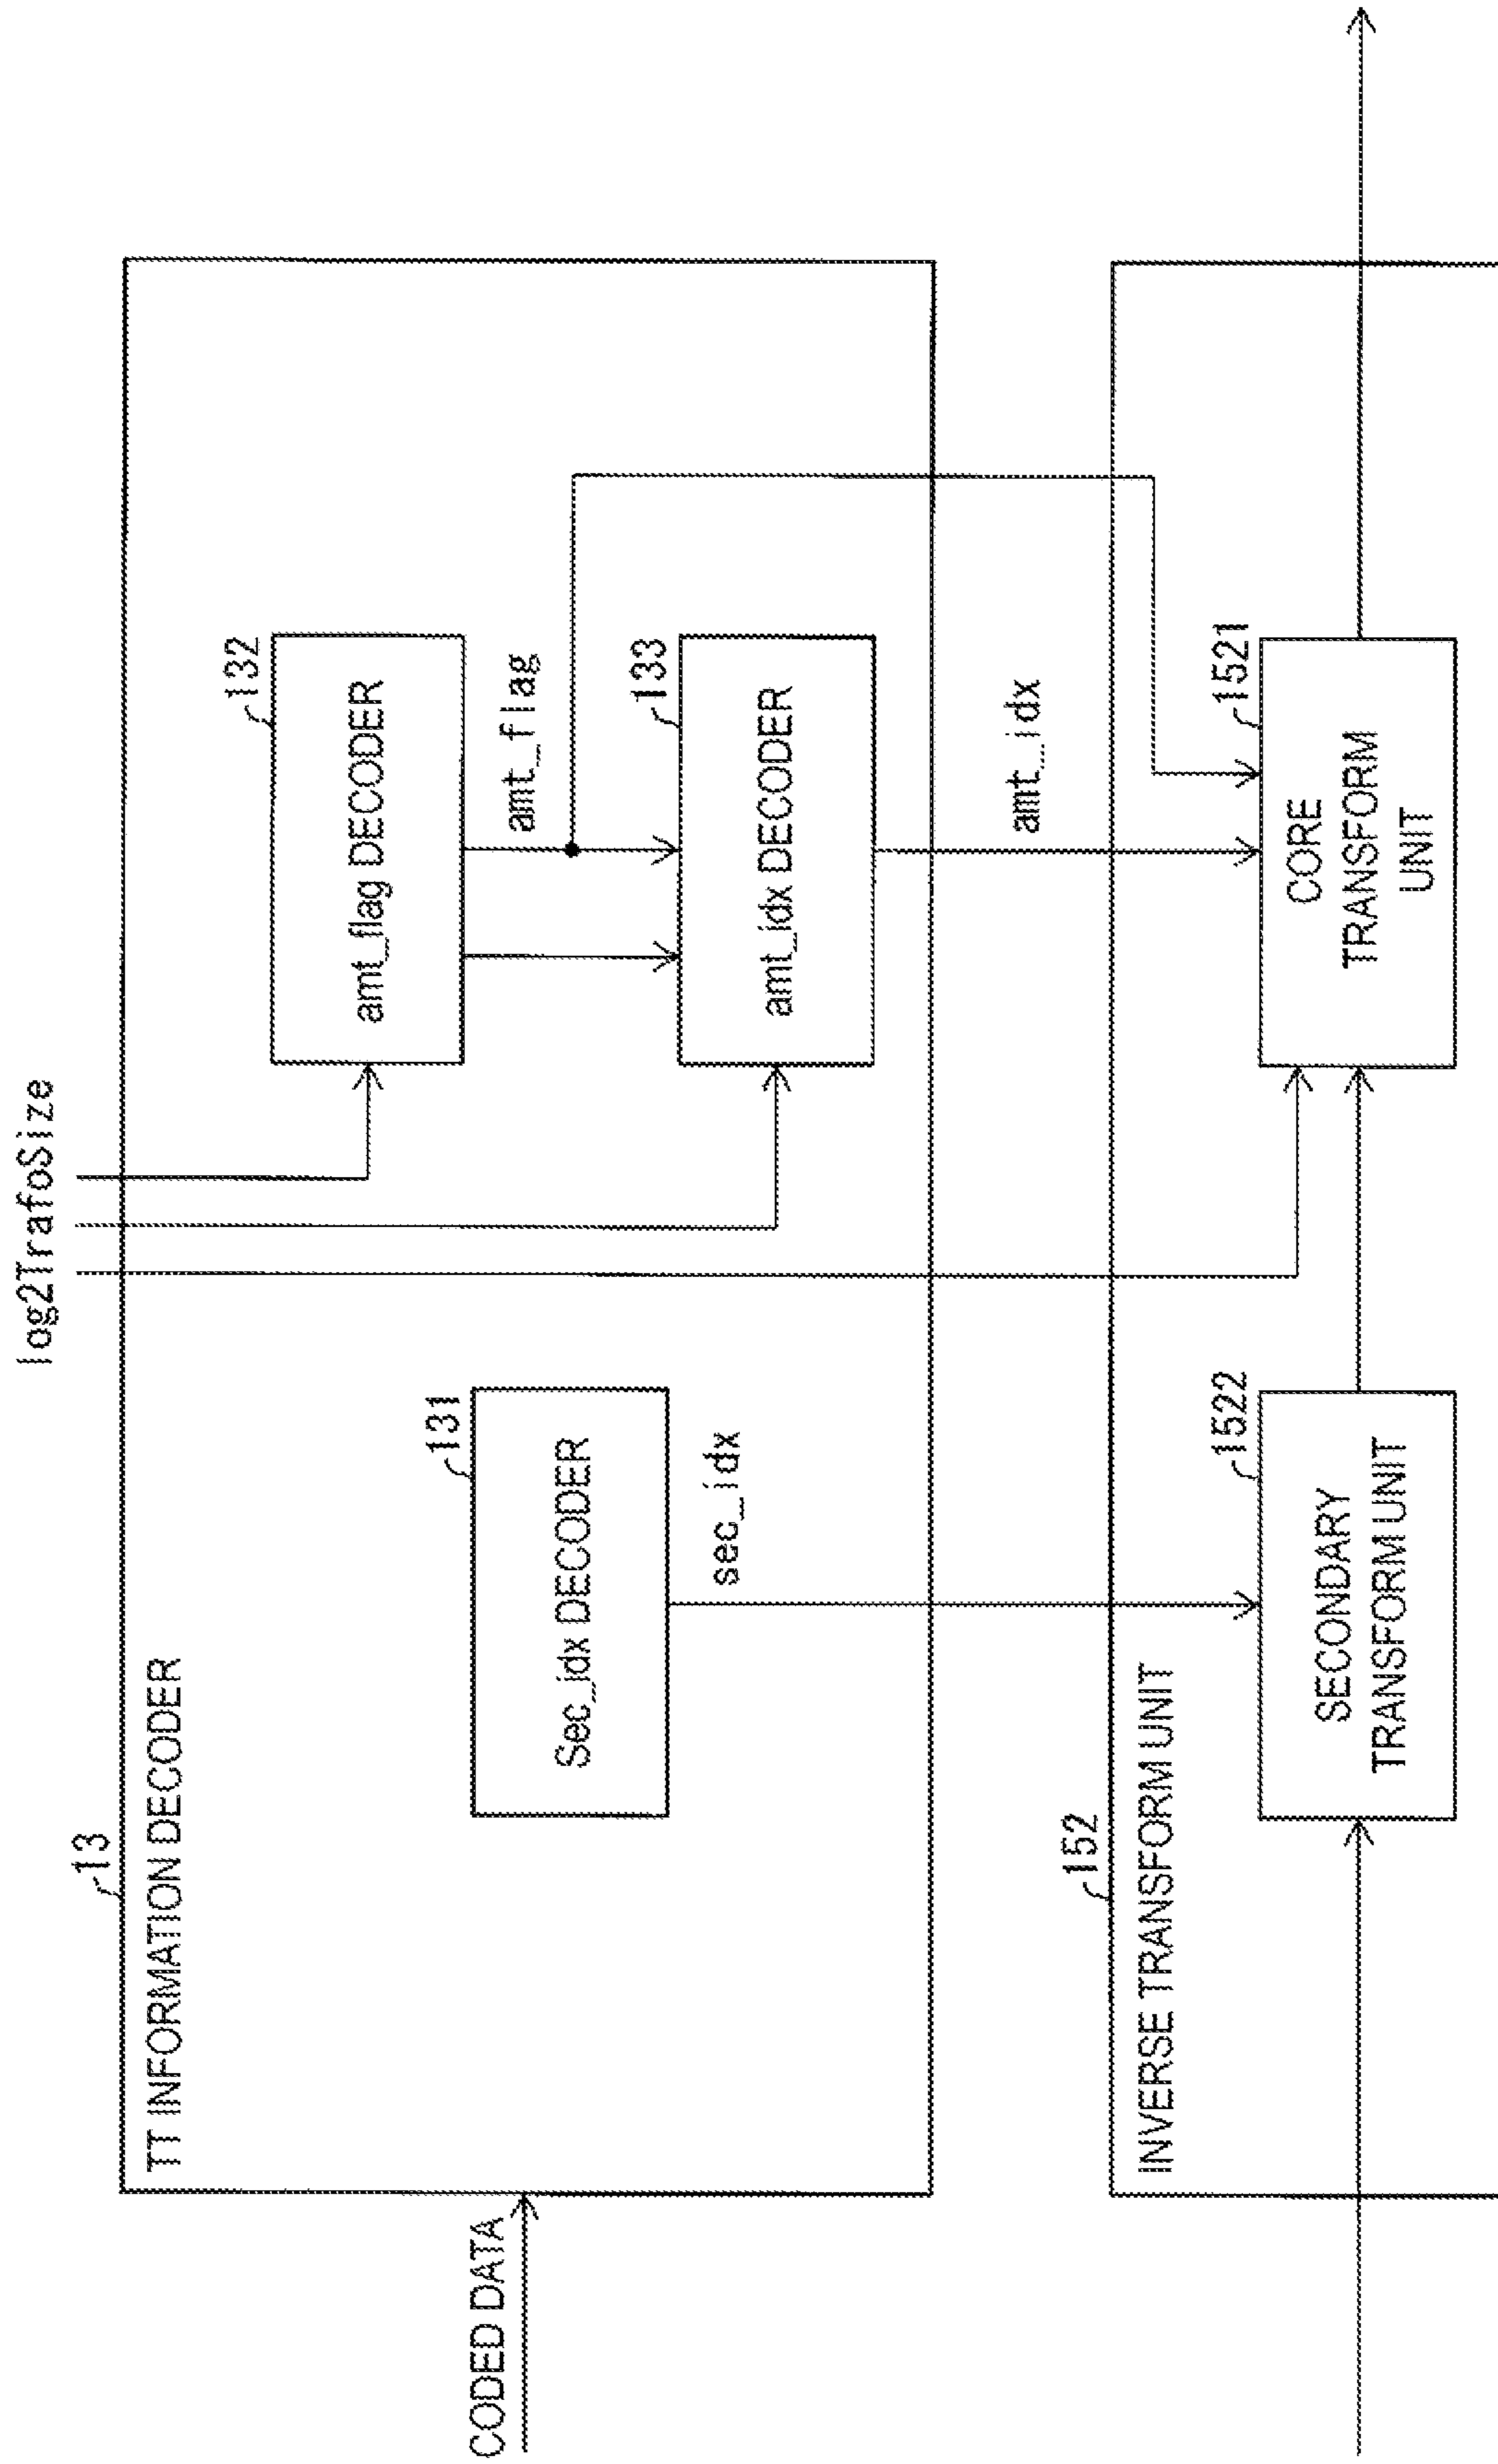 log2TrafoSize
13
TT INFORMATION DECODER
CODED DATA
131
Sec_idx DECODER
sec_idx
132
amt_flag DECODER
amt_flag
133
amt_idx DECODER
amt_idx
152
INVERSE TRANSFORM UNIT
1522
SECONDARY
TRANSFORM UNIT
1521
CORE
TRANSFORM
UNIT